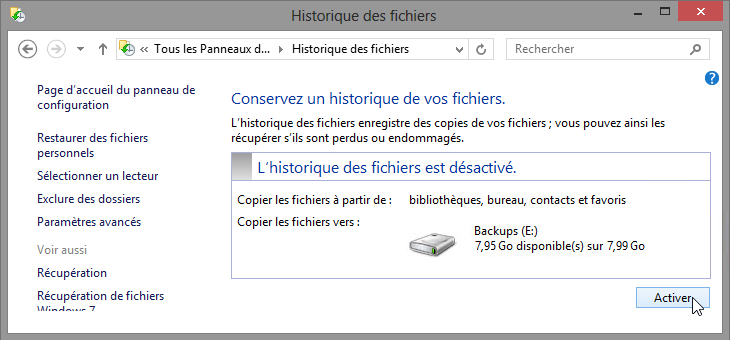 Historique des fichiers
« Tous les Panneaux d... Historique des fichiers
Rechercher
Page d'accueil du panneau de
configuration
Restaurer des fichiers
personnels
Sélectionner un lecteur
Exclure des dossiers
Paramètres avancés
Voir aussi
Récupération
Récupération de fichiers
Windows 7
?
Conservez un historique de vos fichiers.
L'historique des fichiers enregistre des copies de vos fichiers ; vous pouvez ainsi les
récupérer s'ils sont perdus ou endommagés.
L'historique des fichiers est désactivé.
Copier les fichiers à partir de : bibliothèques, bureau, contacts et favoris
Copier les fichiers vers :
Backups (E:)
7,95 Go disponible(s) sur 7,99 Go
Activer